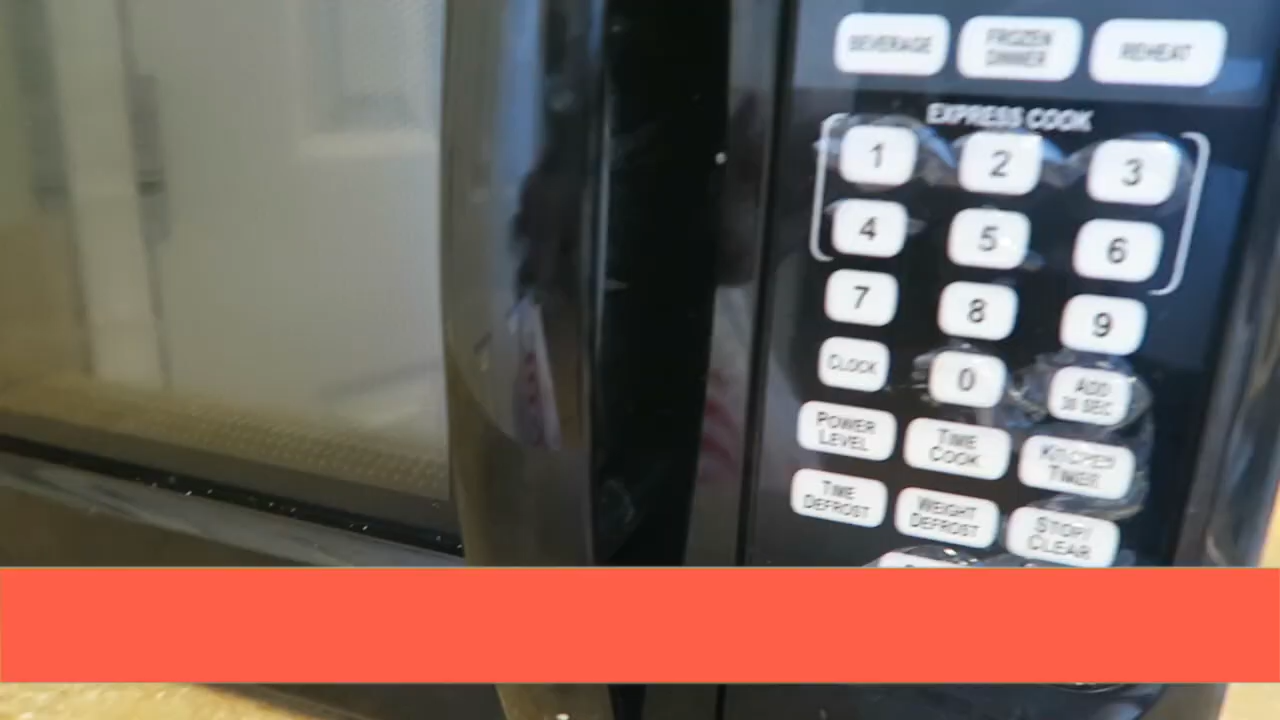 BEVERAGE
FROZEN
DINNER
REHEAT
EXPRESS COOK
1
2
3
4
5
6
7
8
9
CLOCK
0
ADD
30 SEC
POWER
LEVEL
TIME
COOK
KITCHEN
TIMER
TIME
DEFROST
WEIGHT
DEFROST
STOP/
CLEAR